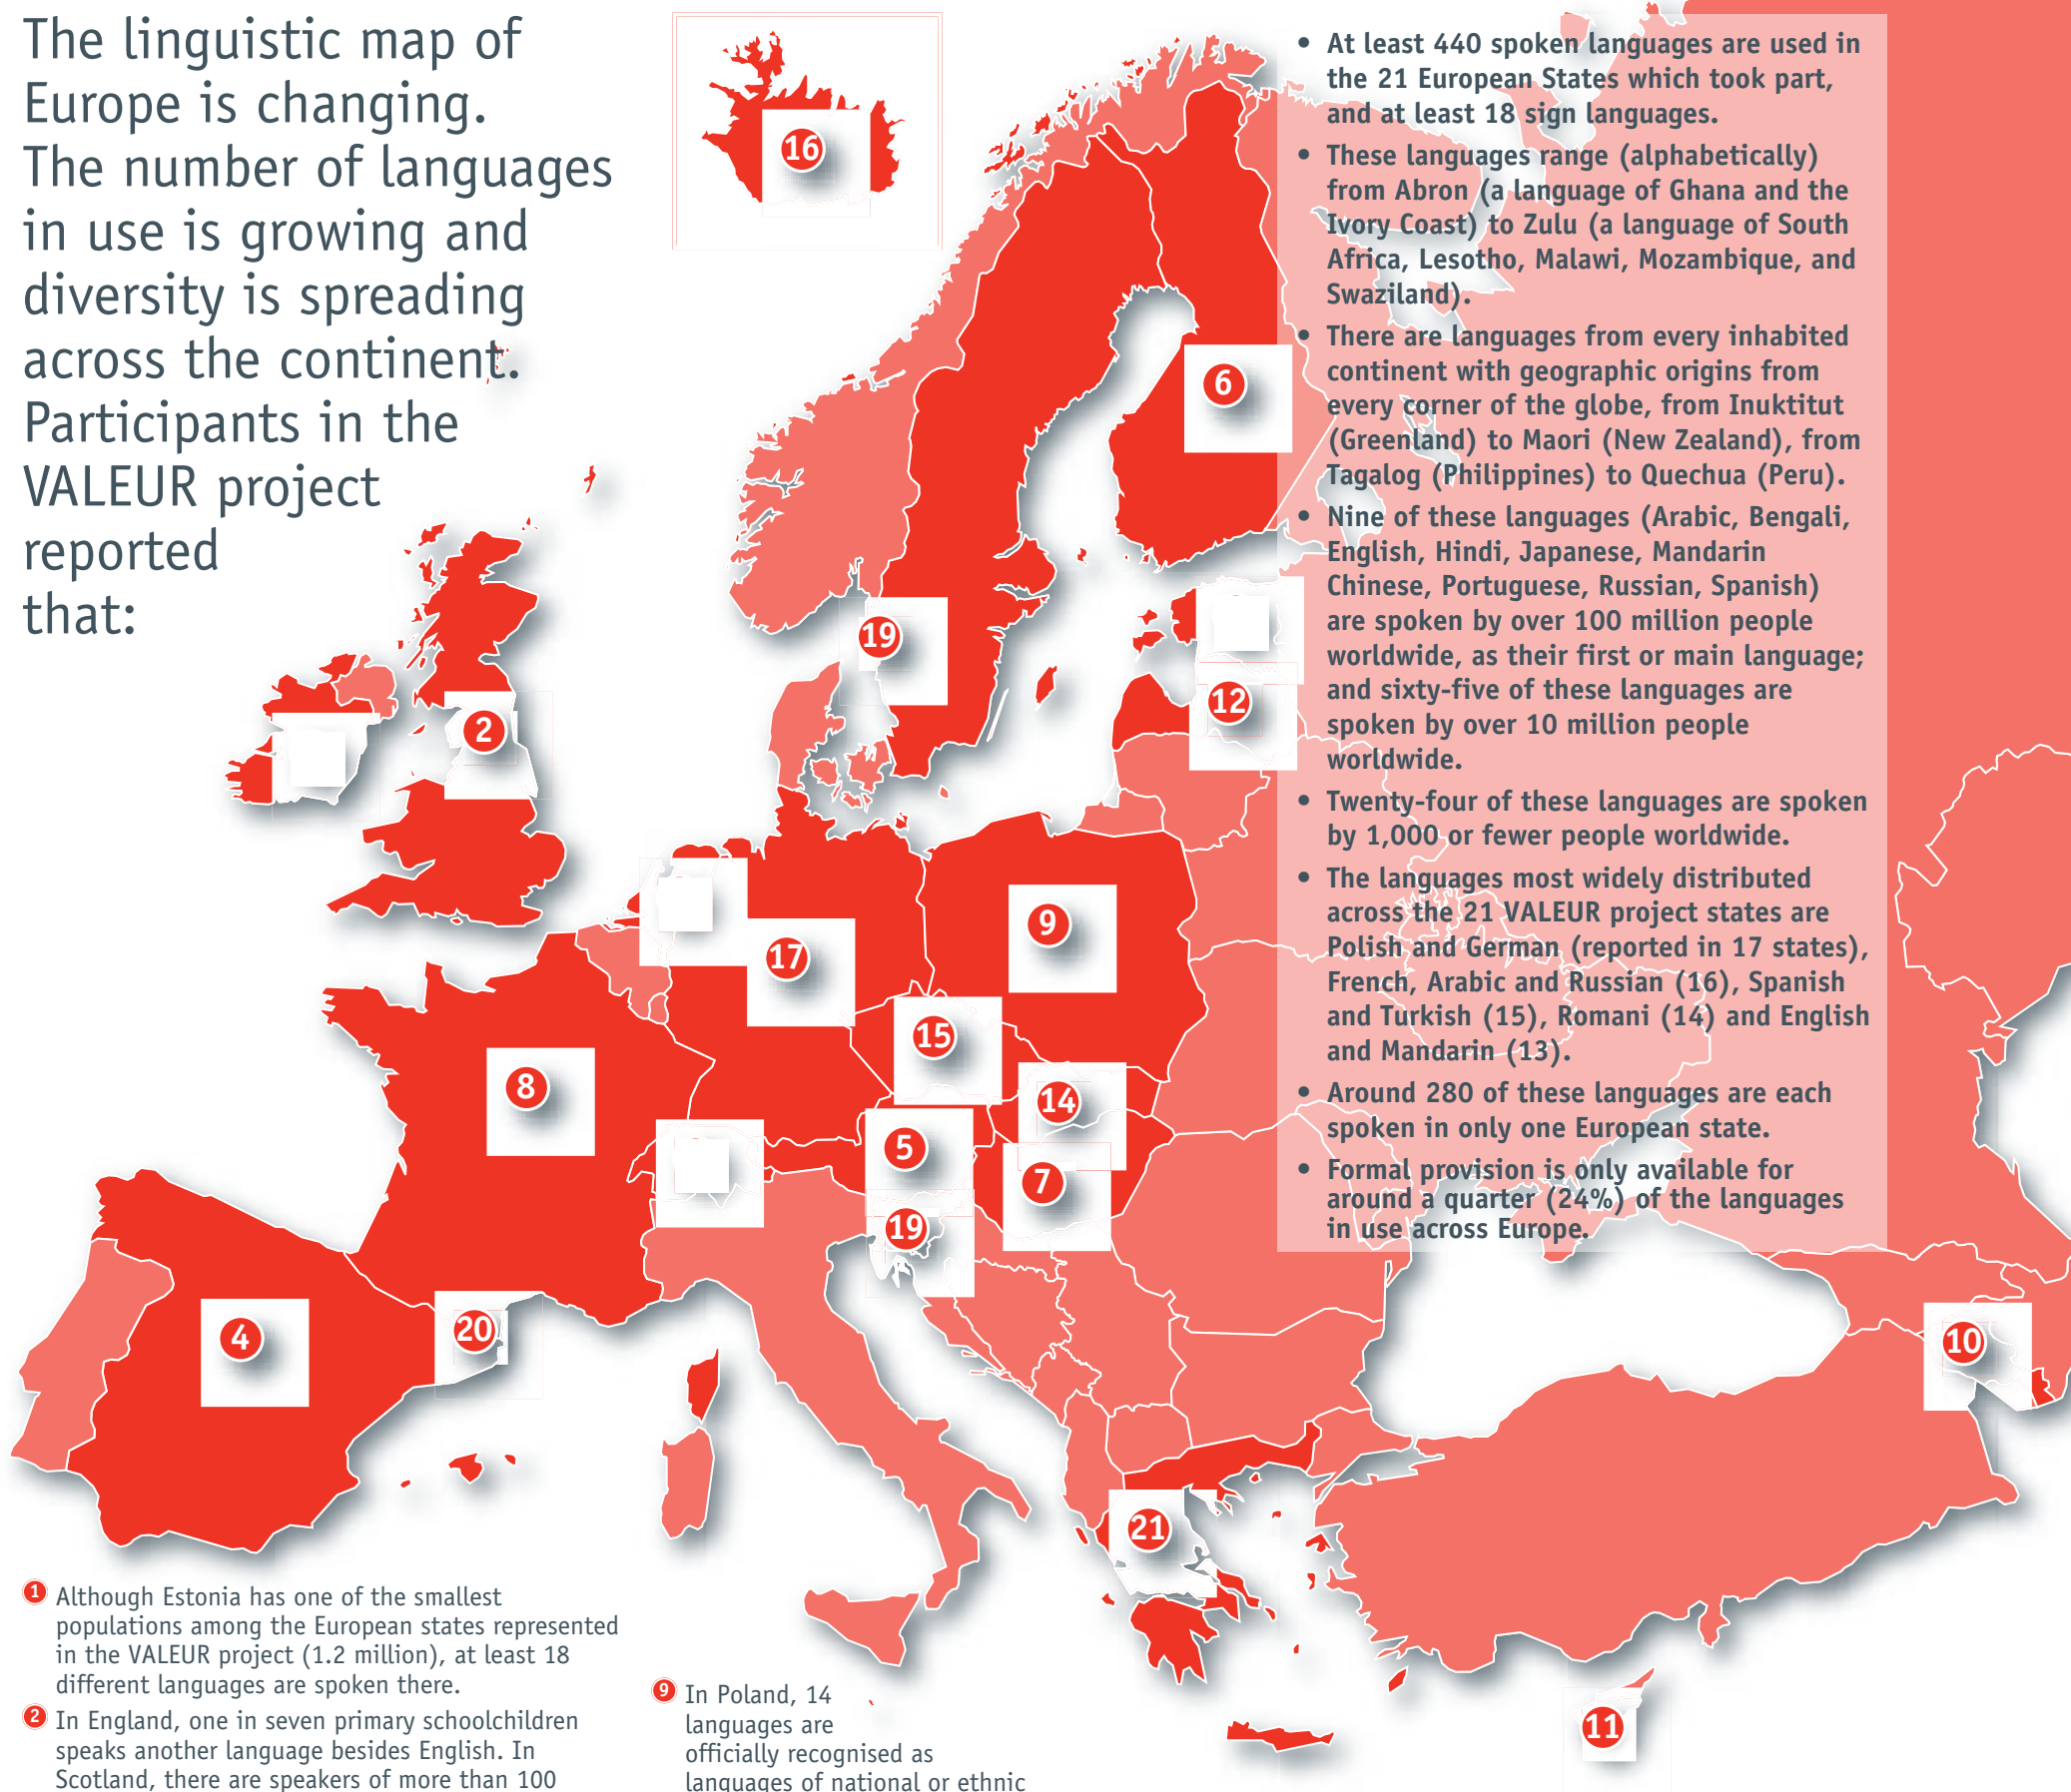 The linguistic map of
Europe is changing.
The number of languages
in use is growing and
diversity is spreading
across the continent.
Participants in the
VALEUR project
reported
that:
• At least 440 spoken languages are used in
the 21 European States which took part,
and at least 18 sign languages.
• These languages range (alphabetically)
from Abron (a language of Ghana and the
Ivory Coast) to Zulu (a language of South
Africa, Lesotho, Malawi, Mozambique, and
Swaziland).
• There are languages from every inhabited
continent with geographic origins from
every corner of the globe, from Inuktitut
(Greenland) to Maori (New Zealand), from
Tagalog (Philippines) to Quechua (Peru).
• Nine of these languages (Arabic, Bengali,
English, Hindi, Japanese, Mandarin
Chinese, Portuguese, Russian, Spanish)
are spoken by over 100 million people
worldwide, as their first or main language;
and sixty-five of these languages are
spoken by over 10 million people
worldwide.
• Twenty-four of these languages are spoken
by 1,000 or fewer people worldwide.
• The languages most widely distributed
across the 21 VALEUR project states are
Polish and German (reported in 17 states),
French, Arabic and Russian (16), Spanish
and Turkish (15), Romani (14) and English
and Mandarin (13).
• Around 280 of these languages are each
spoken in only one European state.
• Formal provision is only available for
around a quarter (24%) of the languages
in use across Europe.
16
6
19
12
2
9
17
15
8
14
5
7
19
4
20
10
21
11
1 Although Estonia has one of the smallest
populations among the European states represented
in the VALEUR project (1.2 million), at least 18
different languages are spoken there.
2 In England, one in seven primary schoolchildren
speaks another language besides English. In
Scotland, there are speakers of more than 100
9 In Poland, 14
languages are
officially recognised as
languages of national or ethnic